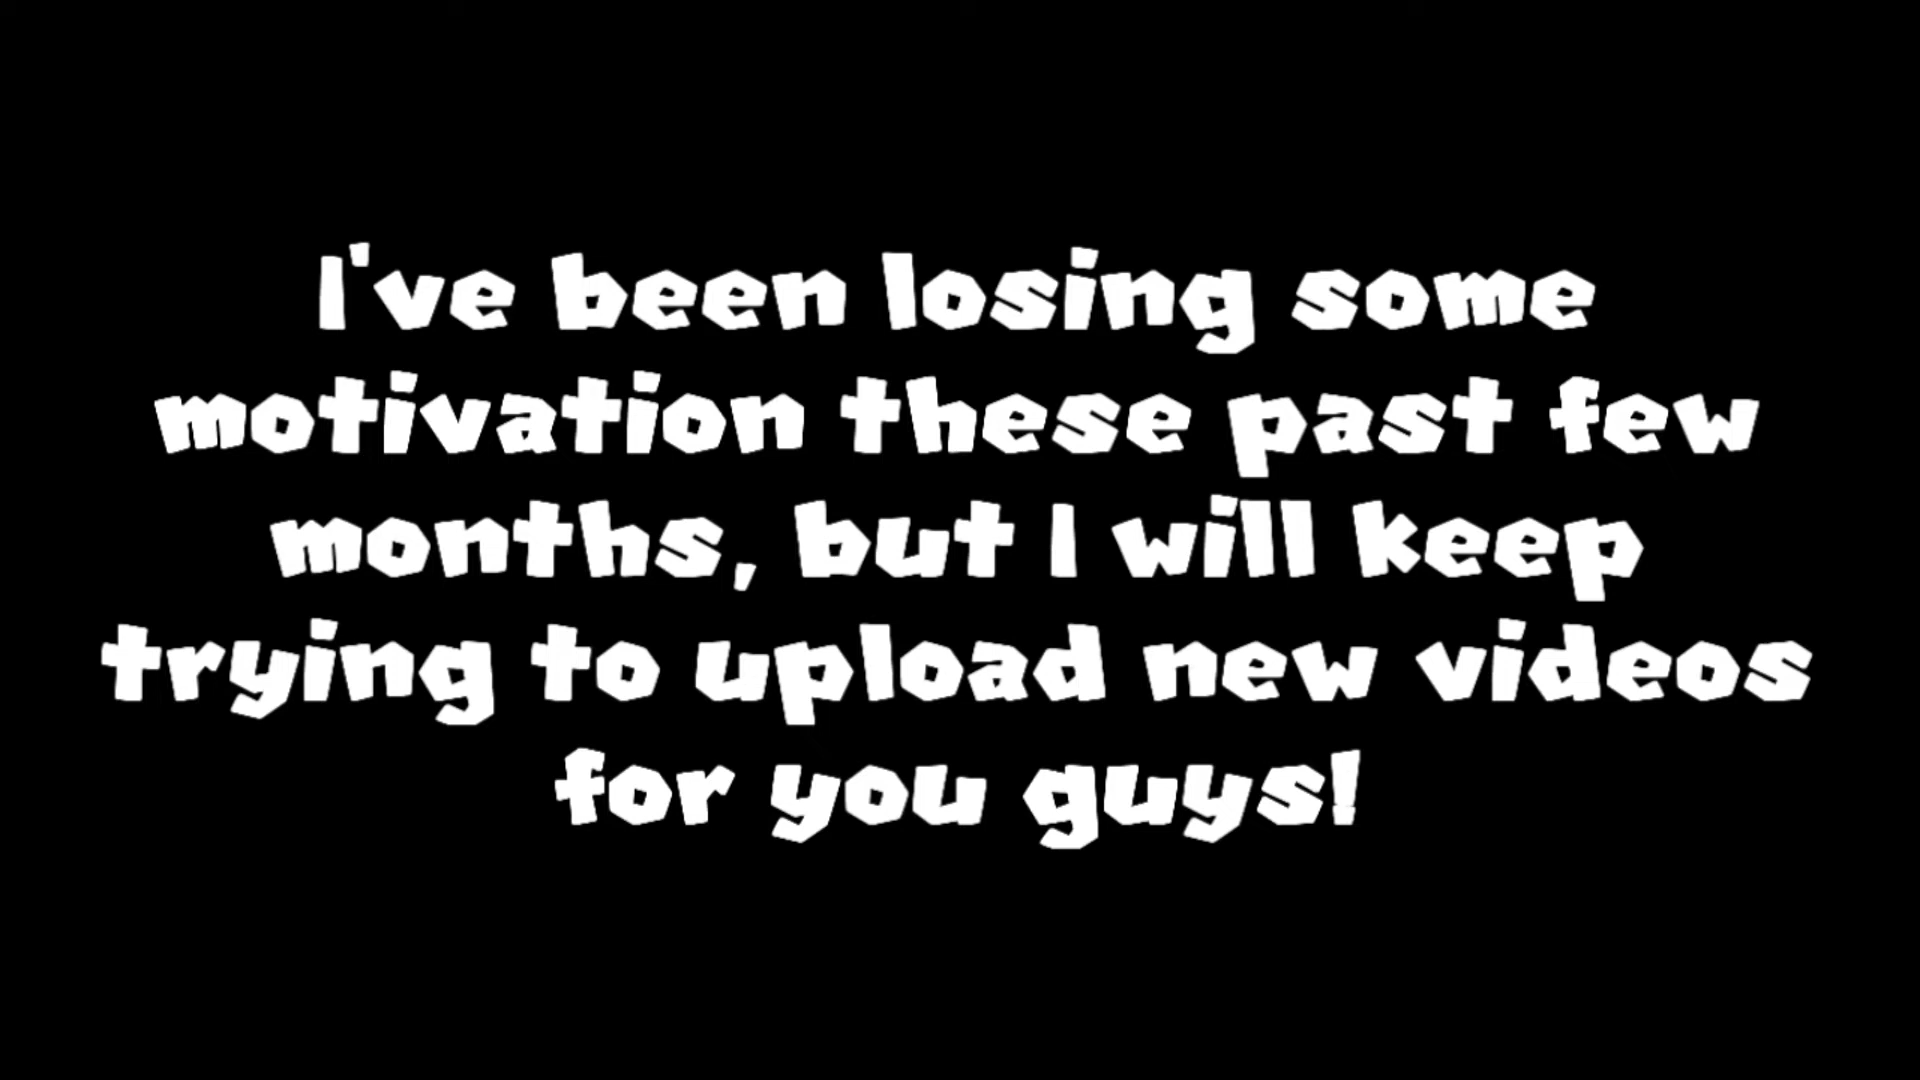 I've been losing some
motivation these past few
months, but I will keep
trying to upload new videos
for you guys!